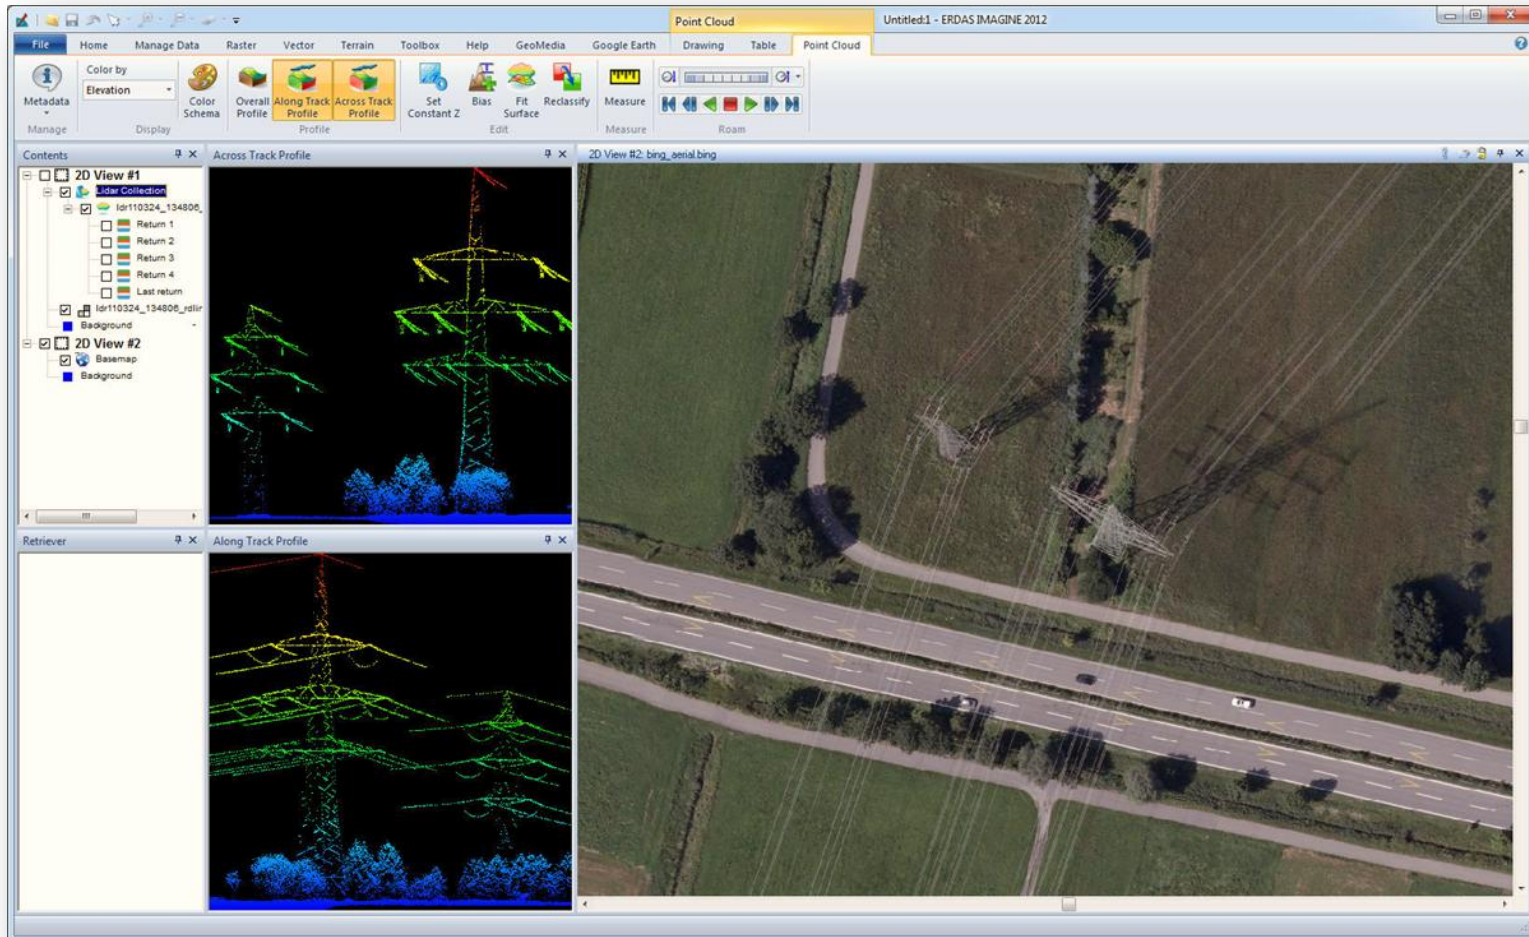 Point Cloud
Untitled:1 - ERDAS IMAGINE 2012
File Home Manage Data Raster Vector Terrain Toolbox Help GeoMedia Google Earth Drawing Table Point Cloud
Metadata
Color by
Elevation
Color Schema
Overall Profile
Along Track Profile
Across Track Profile
Set Constant Z
Bias
Fit Surface
Reclassify
Measure
Manage Display Profile Edit Measure Roam
Contents
2D View #1
Lidar Collection
ldr110324_134806_
Return 1
Return 2
Return 3
Return 4
Last return
ldr110324_134806_rdlir
Background
2D View #2
Basemap
Background
Across Track Profile
2D View #2: bing_aerial.bing
Retriever
Along Track Profile